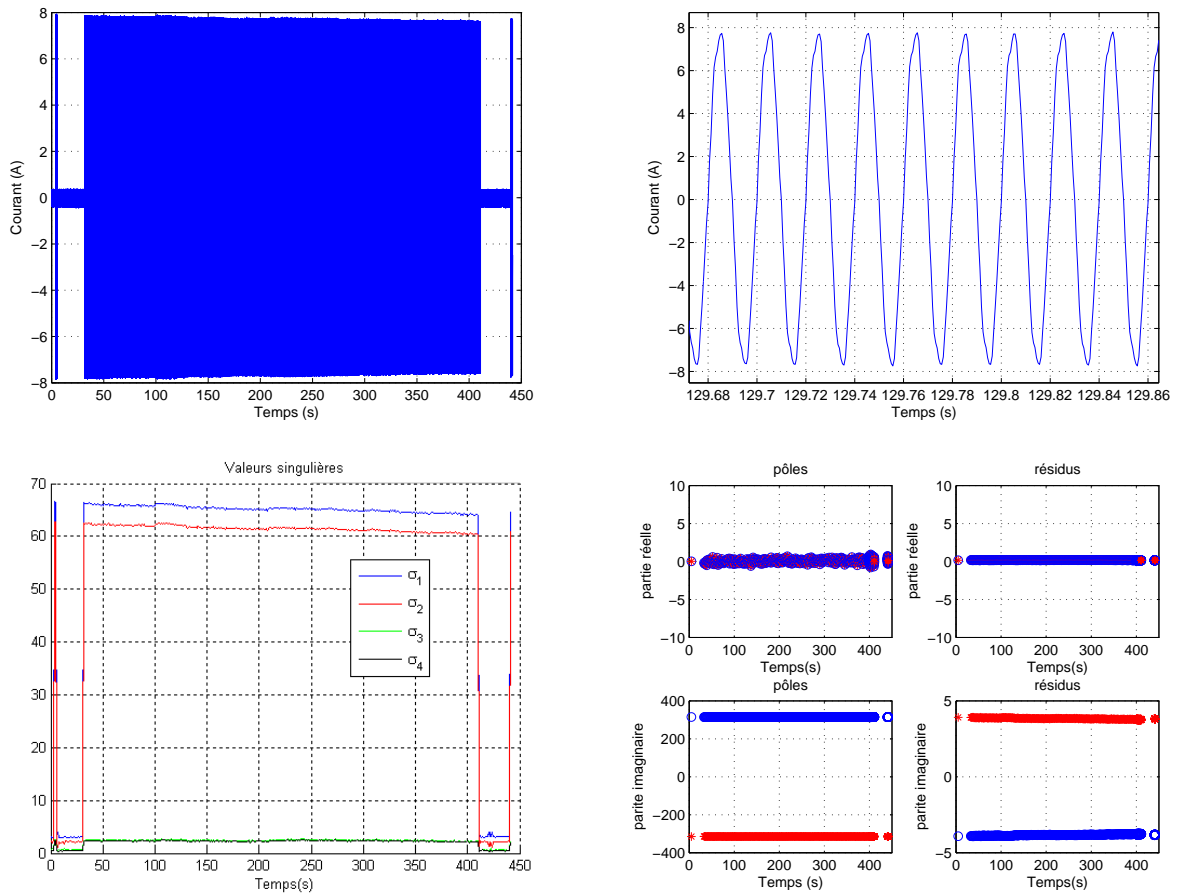 8
6
4
2
0
−2
−4
−6
−8
Courant (A)
0 50 100 150 200 250 300 350 400 450
Temps (s)
8
6
4
2
0
−2
−4
−6
−8
Courant (A)
129.68 129.7 129.72 129.74 129.76 129.78 129.8 129.82 129.84 129.86
Temps (s)
Valeurs singulières
70
60
50
40
30
20
10
0
σ1
σ2
σ3
σ4
0 50 100 150 200 250 300 350 400 450
Temps(s)
pôles
10
5
0
−5
−10
partie réelle
0 100 200 300 400
Temps(s)
résidus
10
5
0
−5
−10
partie réelle
0 100 200 300 400
Temps(s)
pôles
400
200
0
−200
−400
parite imaginaire
0 100 200 300 400
Temps (s)
résidus
5
0
−5
partie imaginaire
0 100 200 300 400
Temps (s)